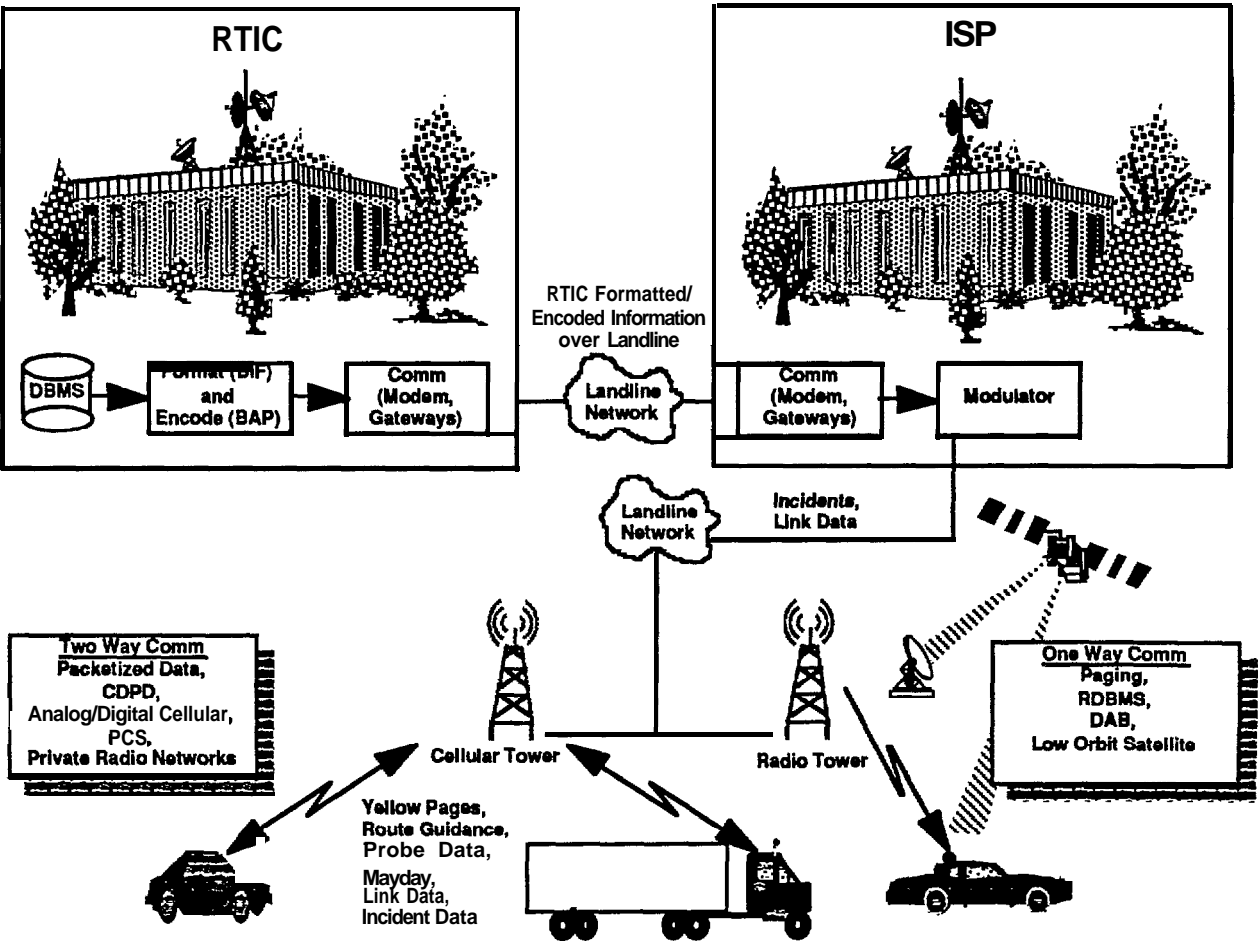 RTIC
ISP
RTIC Formatted/
Encoded Information
over Landline
DBMS
Format (BIF)
and
Encode (BAP)
Comm
(Modem,
Gateways)
Landline
Network
Comm
(Modem,
Gateways)
Modulator
Landline
Network
Incidents,
Link Data
Two Way Comm
Packetized Data,
CDPD,
Analog/Digital Cellular,
PCS,
Private Radio Networks
Cellular Tower
Radio Tower
One Way Comm
Paging,
RDBMS,
DAB,
Low Orbit Satellite
Yellow Pages,
Route Guidance,
Probe Data,
Mayday,
Link Data,
Incident Data